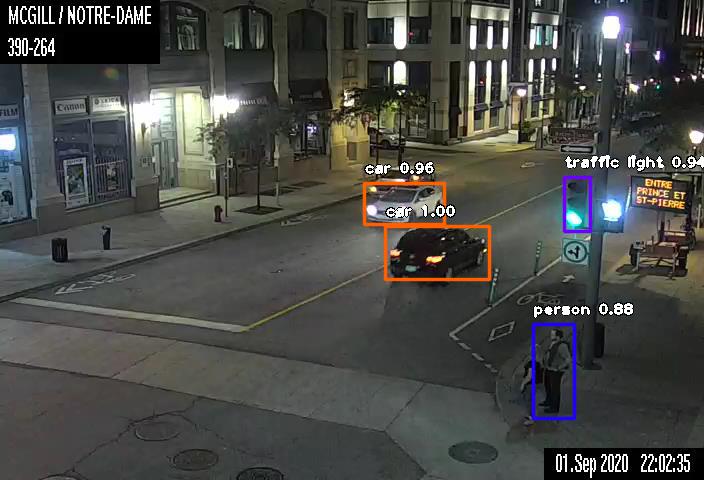 MCGILL / NOTRE-DAME
390-264
FILM
Canon
car 0.96
car 1.00
traffic light 0.94
ENTRE
PRINCE ET
ST-PIERRE
person 0.88
01.Sep 2020 22:02:35